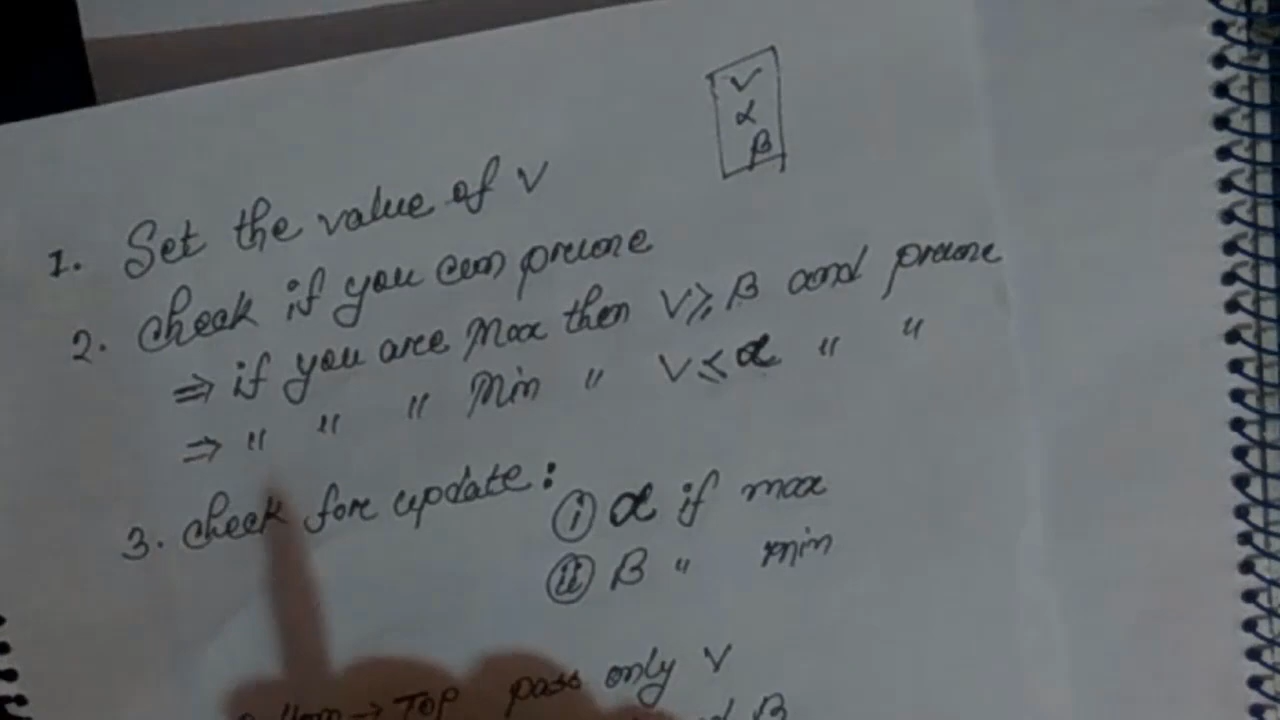 V
α
β
1. Set the value of V
2. Check if you can prune
⇒ if you are Max then V ≥ β and prune
⇒ " " " Min " V ≤ α " "
3. Check for update: (i) α if max
(ii) β " min
→ Top pass only V
β